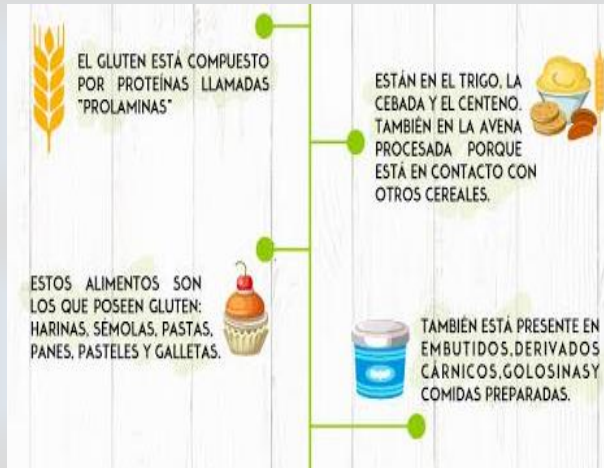 EL GLUTEN ESTÁ COMPUESTO
POR PROTEÍNAS LLAMADAS
"PROLAMINAS"
ESTÁN EN EL TRIGO, LA
CEBADA Y EL CENTENO.
TAMBIÉN EN LA AVENA
PROCESADA PORQUE
ESTÁ EN CONTACTO CON
OTROS CEREALES.
ESTOS ALIMENTOS SON
LOS QUE POSEEN GLUTEN:
HARINAS, SÉMOLAS, PASTAS,
PANES, PASTELES Y GALLETAS.
TAMBIÉN ESTÁ PRESENTE EN
EMBUTIDOS,DERIVADOS
CÁRNICOS,GOLOSINASY
COMIDAS PREPARADAS.